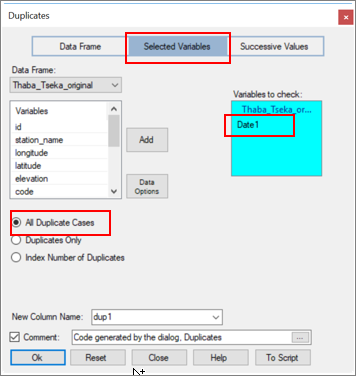 Duplicates
Data Frame
Selected Variables
Successive Values
Data Frame:
Thaba_Tseka_original
Variables
id
station_name
longitude
latitude
elevation
code
Add
Data
Options
Variables to check:
Thaba_Tseka_or...
Date1
All Duplicate Cases
Duplicates Only
Index Number of Duplicates
New Column Name:
dup1
Comment:
Code generated by the dialog, Duplicates
...
Ok
Reset
Close
Help
To Script